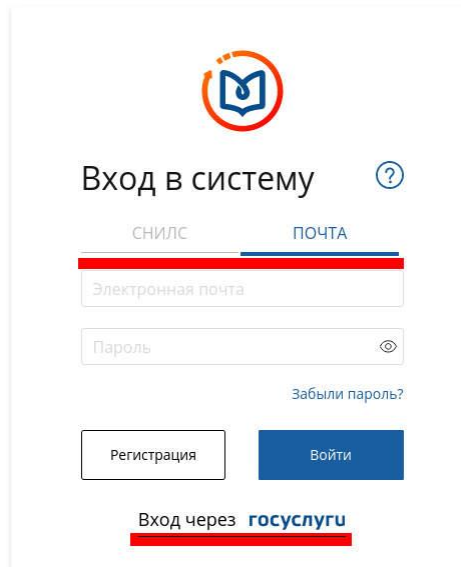 Вход в систему ?
СНИЛС ПОЧТА
Электронная почта
Пароль
Забыли пароль?
Регистрация Войти
Вход через госуслуги